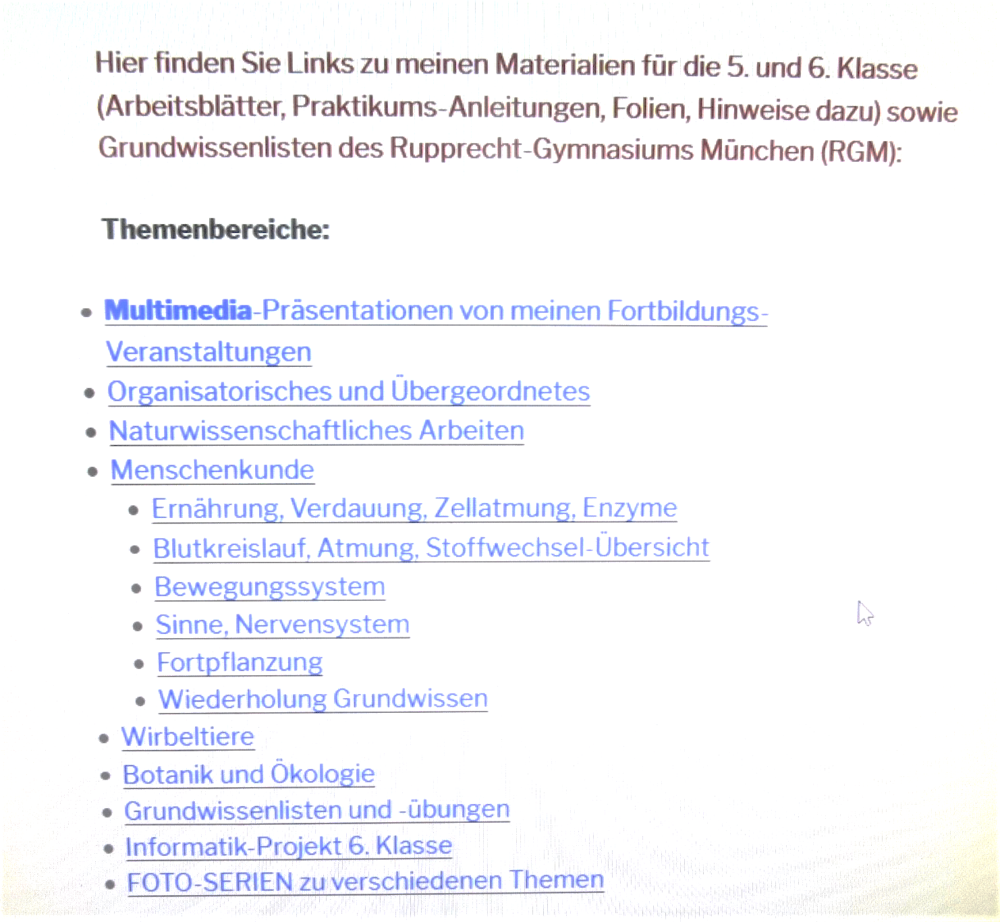 Hier finden Sie Links zu meinen Materialien für die 5. und 6. Klasse
(Arbeitsblätter, Praktikums-Anleitungen, Folien, Hinweise dazu) sowie
Grundwissenlisten des Rupprecht-Gymnasiums München (RGM):
Themenbereiche:
• Multimedia-Präsentationen von meinen Fortbildungs-
Veranstaltungen
• Organisatorisches und Übergeordnetes
• Naturwissenschaftliches Arbeiten
• Menschenkunde
• Ernährung, Verdauung, Zellatmung, Enzyme
• Blutkreislauf, Atmung, Stoffwechsel-Übersicht
• Bewegungssystem
• Sinne, Nervensystem
• Fortpflanzung
• Wiederholung Grundwissen
• Wirbeltiere
• Botanik und Ökologie
• Grundwissenlisten und -übungen
• Informatik-Projekt 6. Klasse
• FOTO-SERIEN zu verschiedenen Themen